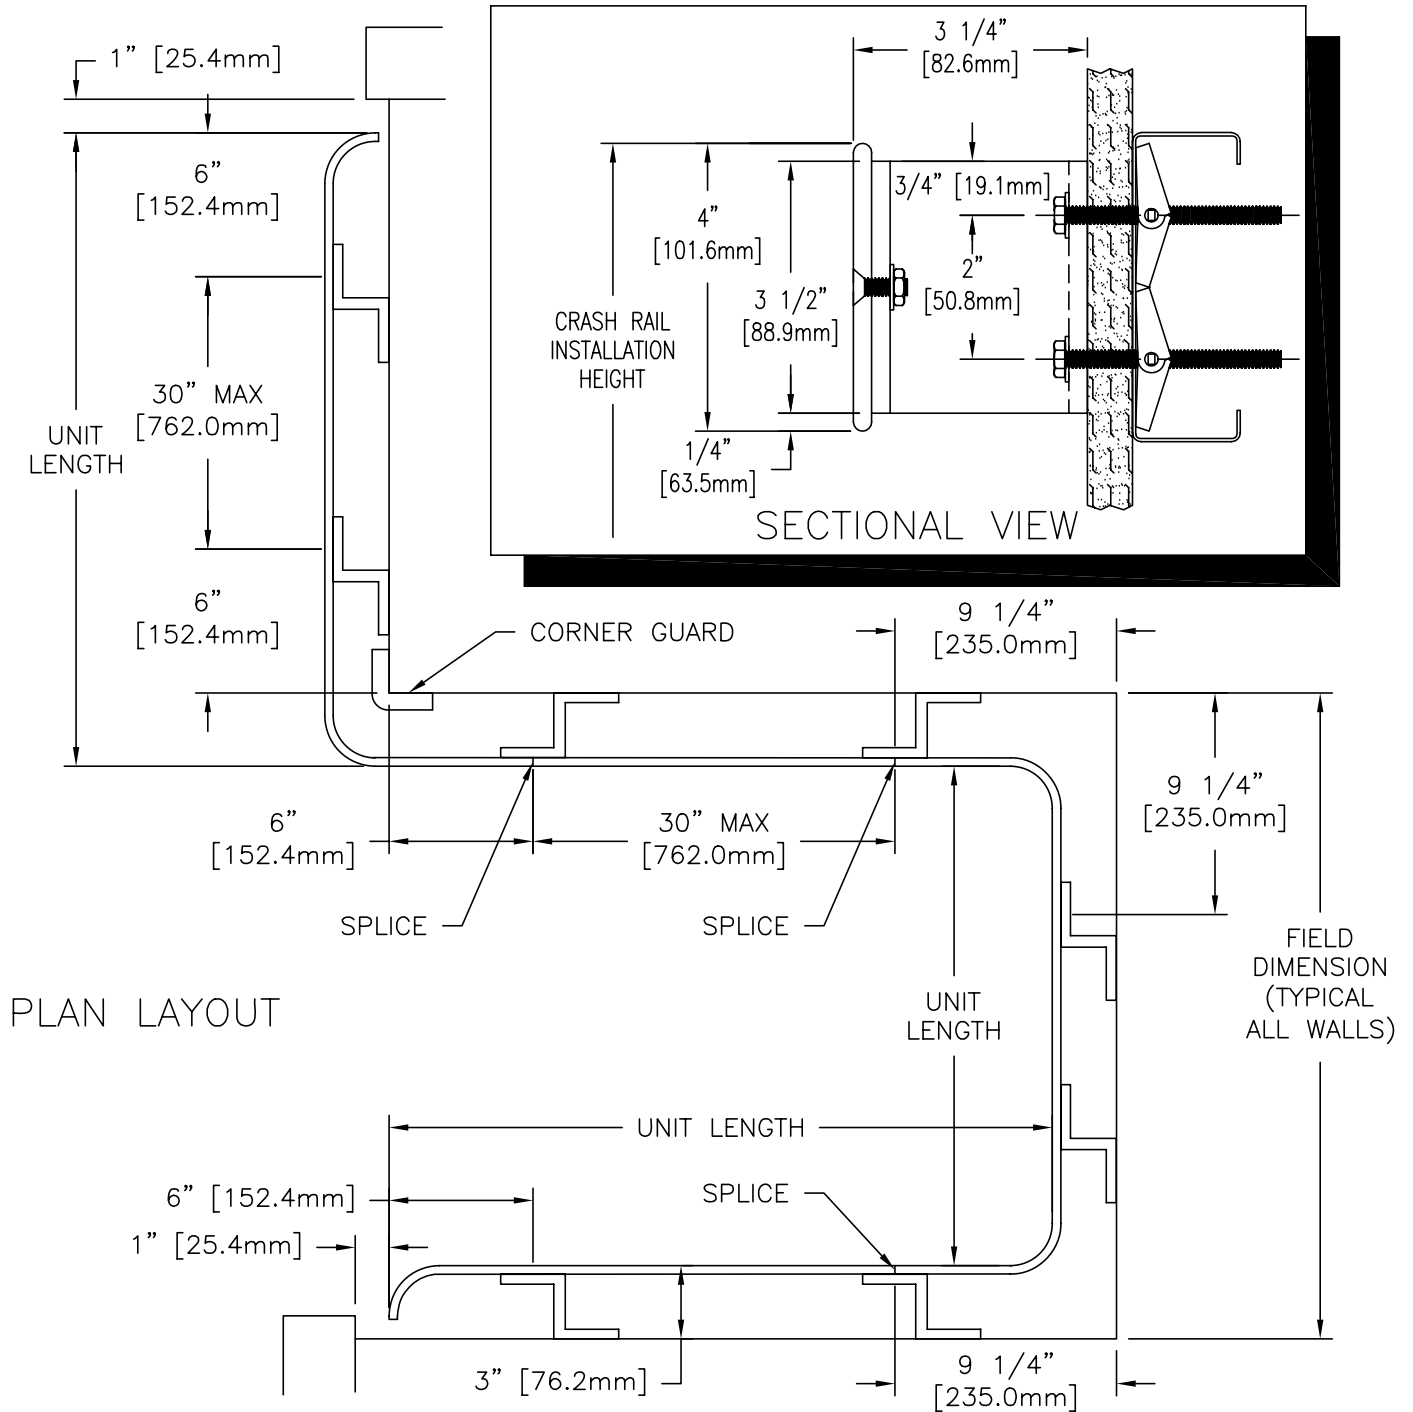 1” [25.4mm]
6”
[152.4mm]
30” MAX
[762.0mm]
UNIT
LENGTH
6”
[152.4mm]
3 1/4”
[82.6mm]
3/4” [19.1mm]
4”
[101.6mm]
2”
[50.8mm]
3 1/2”
[88.9mm]
CRASH RAIL
INSTALLATION
HEIGHT
1/4”
[63.5mm]
SECTIONAL VIEW
CORNER GUARD
9 1/4”
[235.0mm]
9 1/4”
[235.0mm]
6”
[152.4mm]
30” MAX
[762.0mm]
SPLICE
SPLICE
FIELD
DIMENSION
(TYPICAL
ALL WALLS)
PLAN LAYOUT
UNIT
LENGTH
UNIT LENGTH
6” [152.4mm]
SPLICE
1” [25.4mm]
3” [76.2mm]
9 1/4”
[235.0mm]